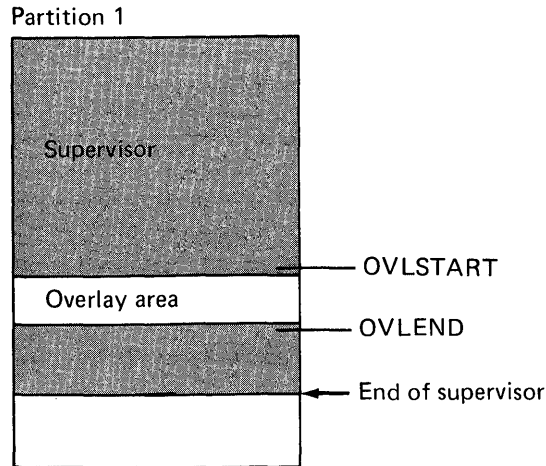 Partition 1
Supervisor
OVLSTART
Overlay area
OVLEND
End of supervisor